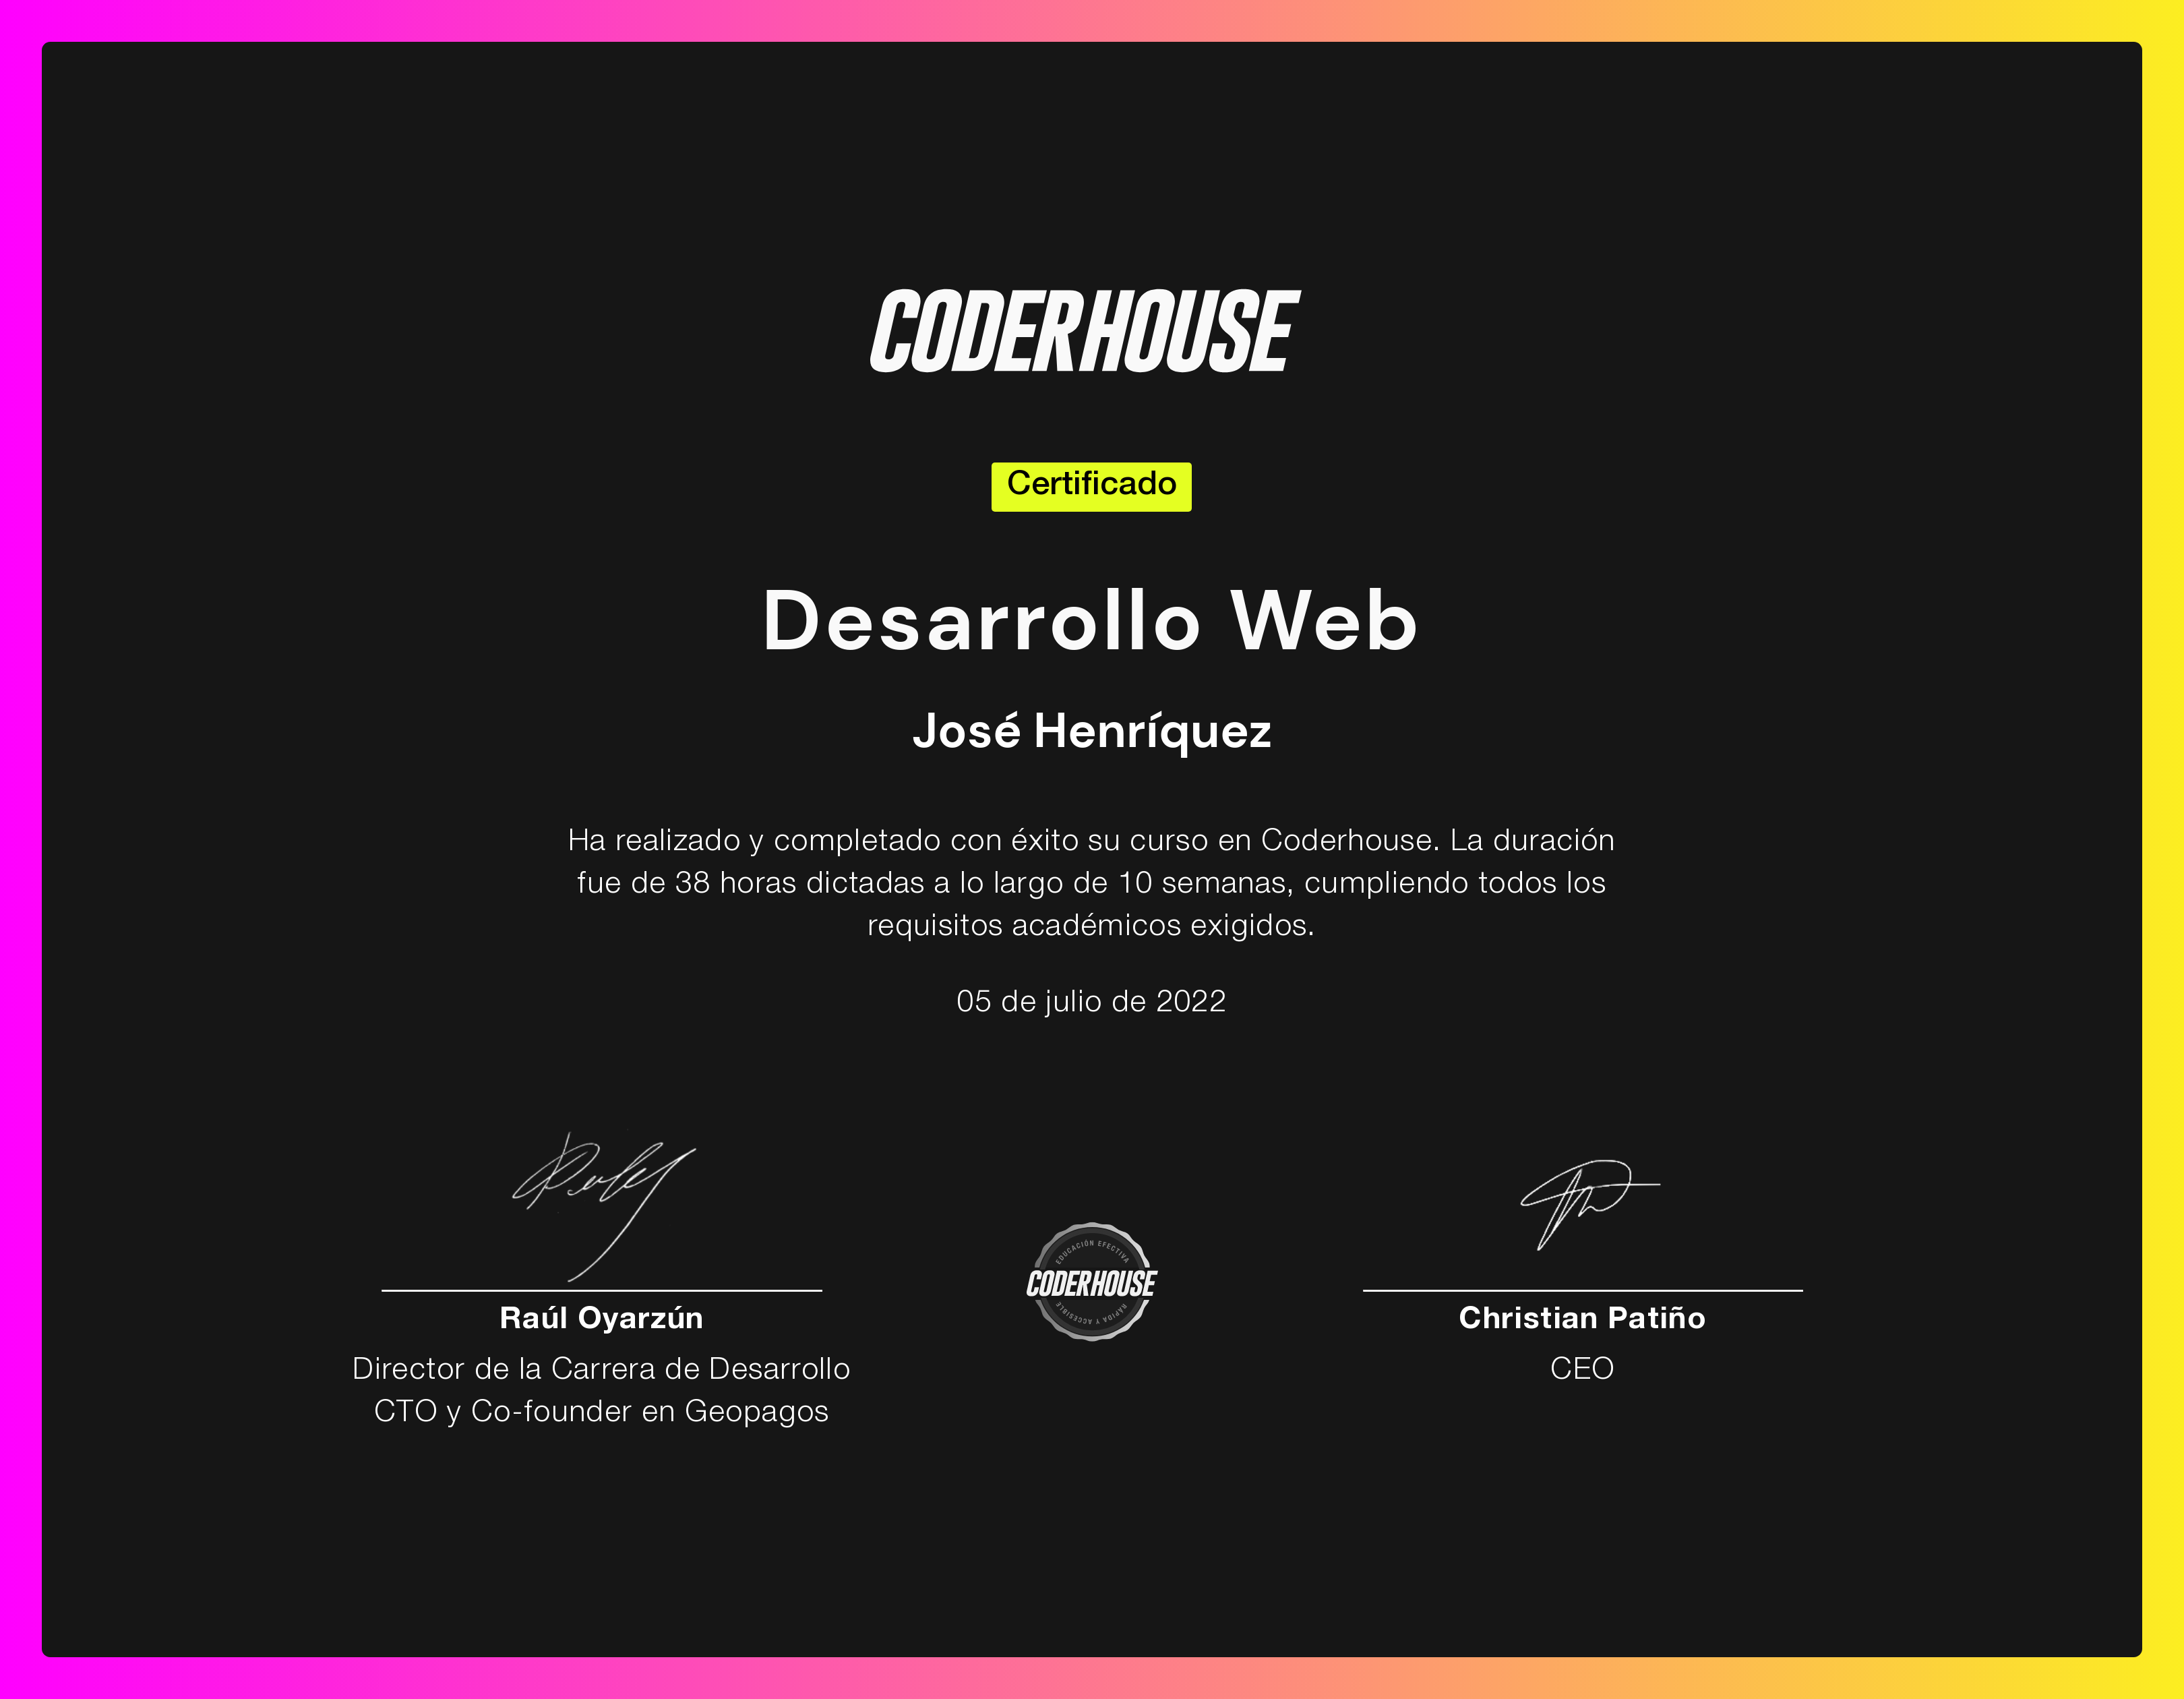 CODERHOUSE
Certificado
Desarrollo Web
José Henríquez
Ha realizado y completado con éxito su curso en Coderhouse. La duración
fue de 38 horas dictadas a lo largo de 10 semanas, cumpliendo todos los
requisitos académicos exigidos.
05 de julio de 2022
EDUCACIÓN EFECTIVA
CODERHOUSE
RÁPIDA Y ACCESIBLE
Raúl Oyarzún
Director de la Carrera de Desarrollo
CTO y Co-founder en Geopagos
Christian Patiño
CEO